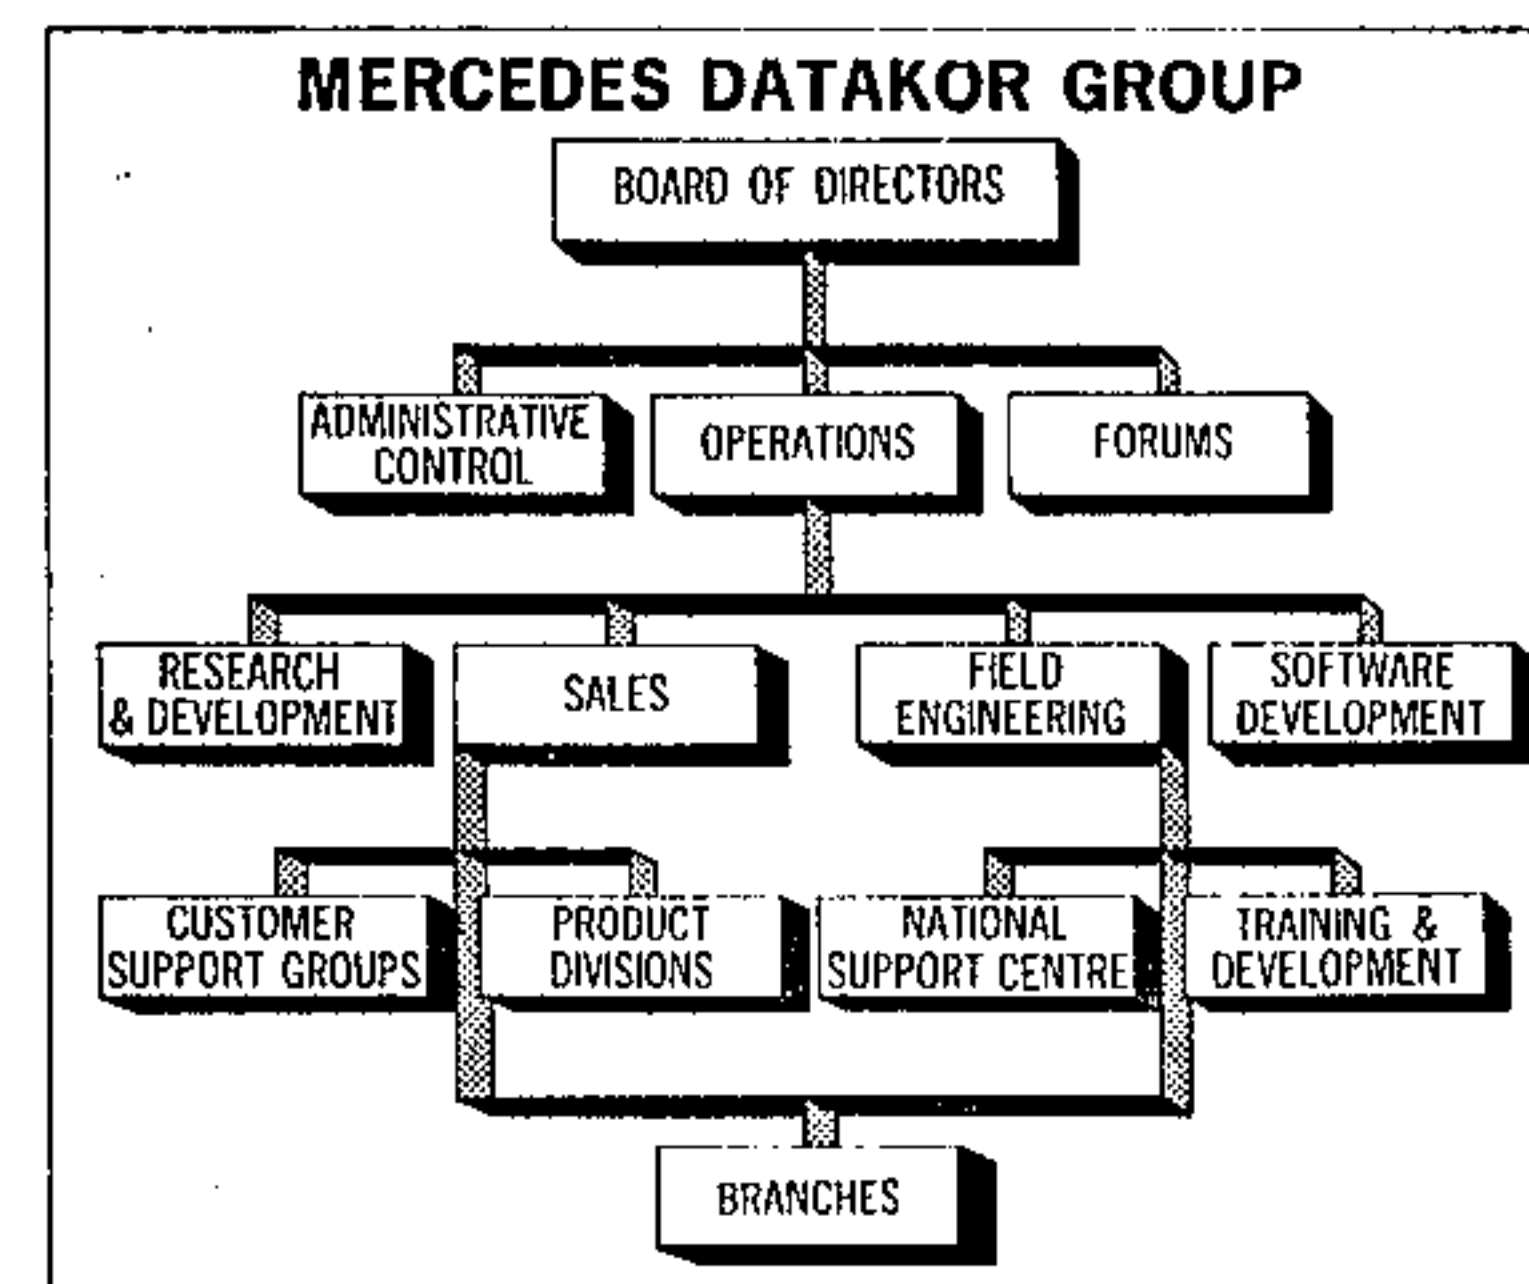 MERCEDES DATAKOR GROUP
BOARD OF DIRECTORS
ADMINISTRATIVE
CONTROL
OPERATIONS
FORUMS
RESEARCH
& DEVELOPMENT
SALES
FIELD
ENGINEERING
SOFTWARE
DEVELOPMENT
CUSTOMER
SUPPORT GROUPS
PRODUCT
DIVISIONS
NATIONAL
SUPPORT CENTRE
TRAINING &
DEVELOPMENT
BRANCHES